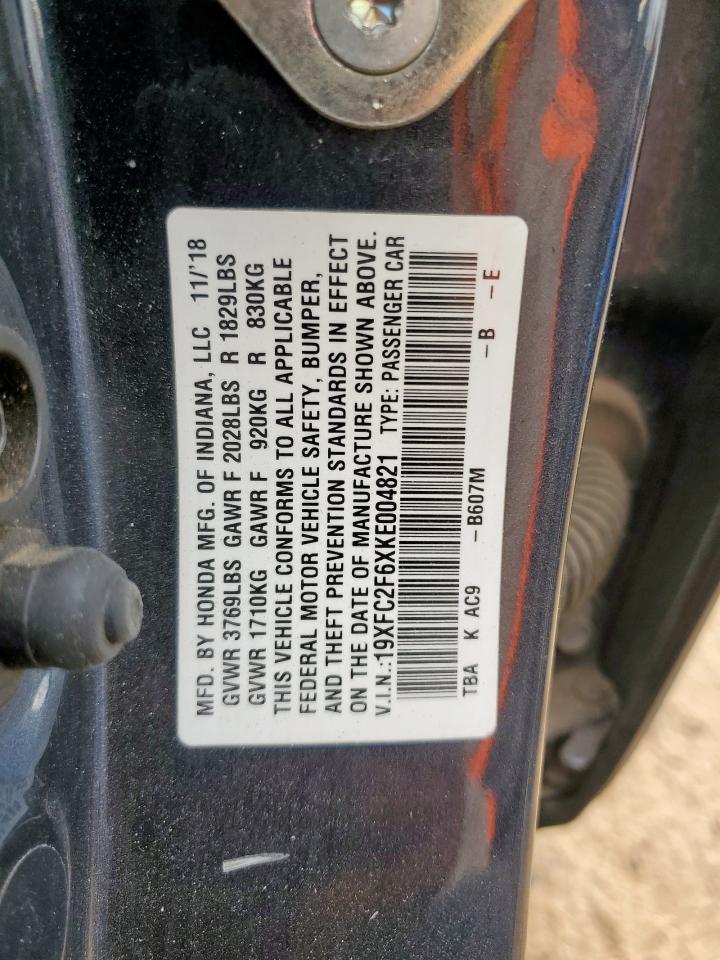 MFD. BY HONDA MFG. OF INDIANA, LLC 11/'18
GVWR 3769LBS GAWR F 2028LBS R 1829LBS
GVWR 1710KG GAWR F 920KG R 830KG
THIS VEHICLE CONFORMS TO ALL APPLICABLE
FEDERAL MOTOR VEHICLE SAFETY, BUMPER,
AND THEFT PREVENTION STANDARDS IN EFFECT
ON THE DATE OF MANUFACTURE SHOWN ABOVE.
V.I.N.:19XFC2F6XKE004821 TYPE: PASSENGER CAR
TBA K AC9 –B607M –B –E